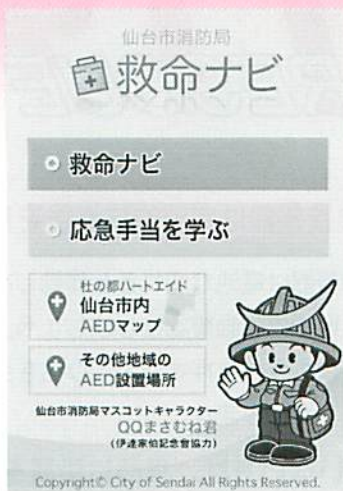 仙台市消防局
救命ナビ
救命ナビ
応急手当を学ぶ
杜の都ハートエイド
仙台市内
AEDマップ
その他地域の
AED設置場所
仙台市消防局マスコットキャラクター
QQまさむね君
(伊達家伯記念會協力)
Copyright© City of Sendai All Rights Reserved.